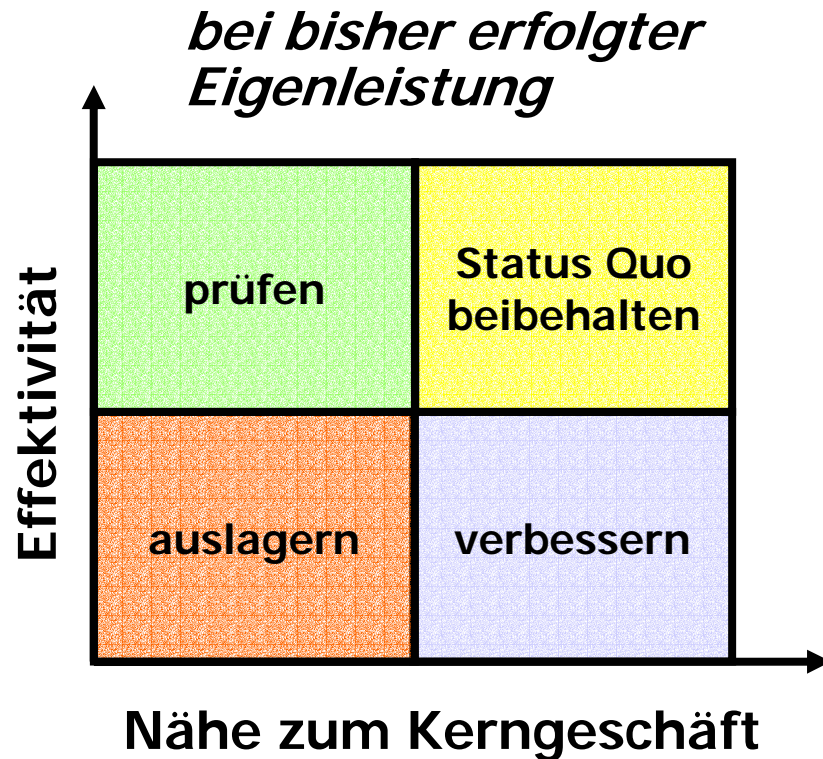 bei bisher erfolgter
Eigenleistung
Effektivität
prüfen
Status Quo
beibehalten
auslagern
verbessern
Nähe zum Kerngeschäft